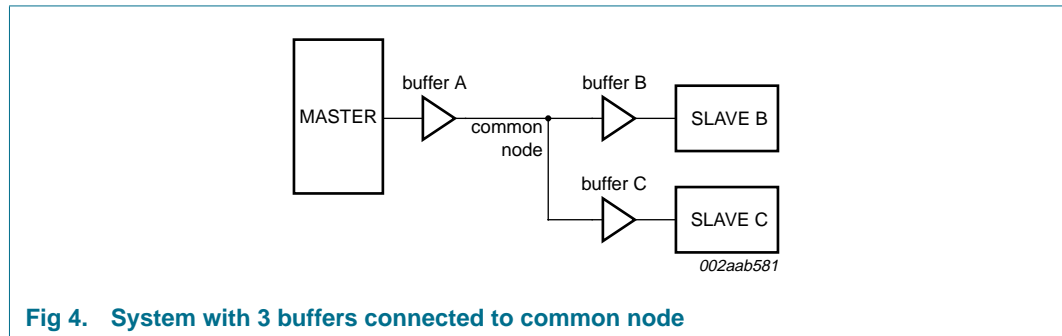 buffer A
buffer B
MASTER
SLAVE B
common
node
buffer C
SLAVE C
002aab581
Fig 4. System with 3 buffers connected to common node